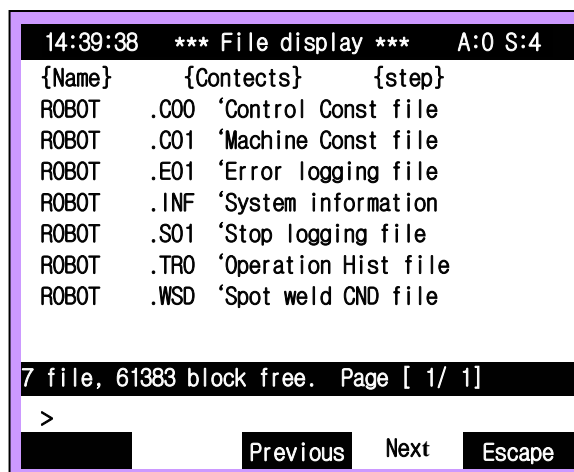 14:39:38 *** File display *** A:0 S:4
{Name} {Contects} {step}
ROBOT .C00 ‘Control Const file
ROBOT .C01 ‘Machine Const file
ROBOT .E01 ‘Error logging file
ROBOT .INF ‘System information
ROBOT .S01 ‘Stop logging file
ROBOT .TR0 ‘Operation Hist file
ROBOT .WSD ‘Spot weld CND file
7 file, 61383 block free. Page [ 1/ 1]
>
Previous Next Escape